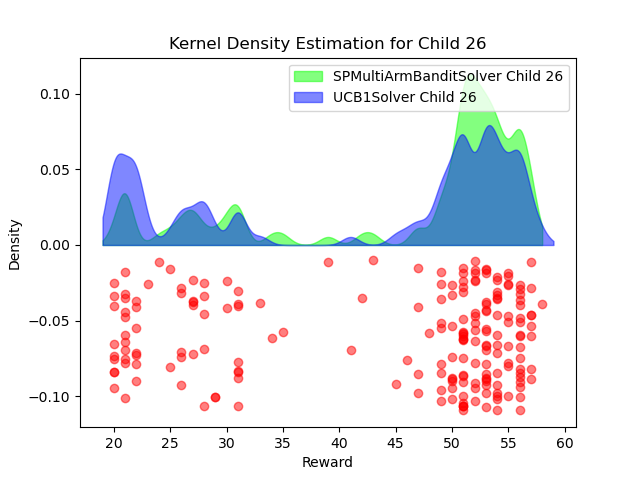 Kernel Density Estimation for Child 26
SPMultiArmBanditSolver Child 26
UCB1Solver Child 26
Density
0.10
0.05
0.00
−0.05
−0.10
20 25 30 35 40 45 50 55 60
Reward